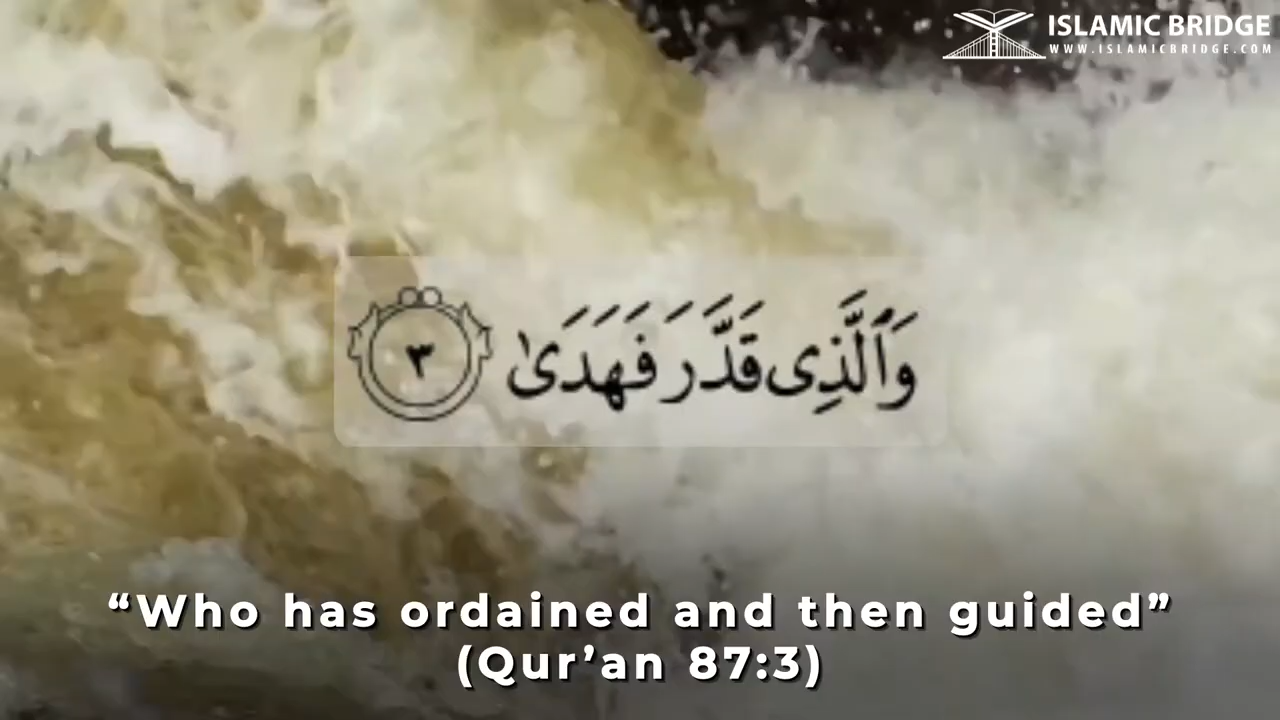 ISLAMIC BRIDGE
WWW.ISLAMICBRIDGE.COM
وَٱلَّذِى قَدَّرَ فَهَدَىٰ ٣
“Who has ordained and then guided”
(Qur’an 87:3)